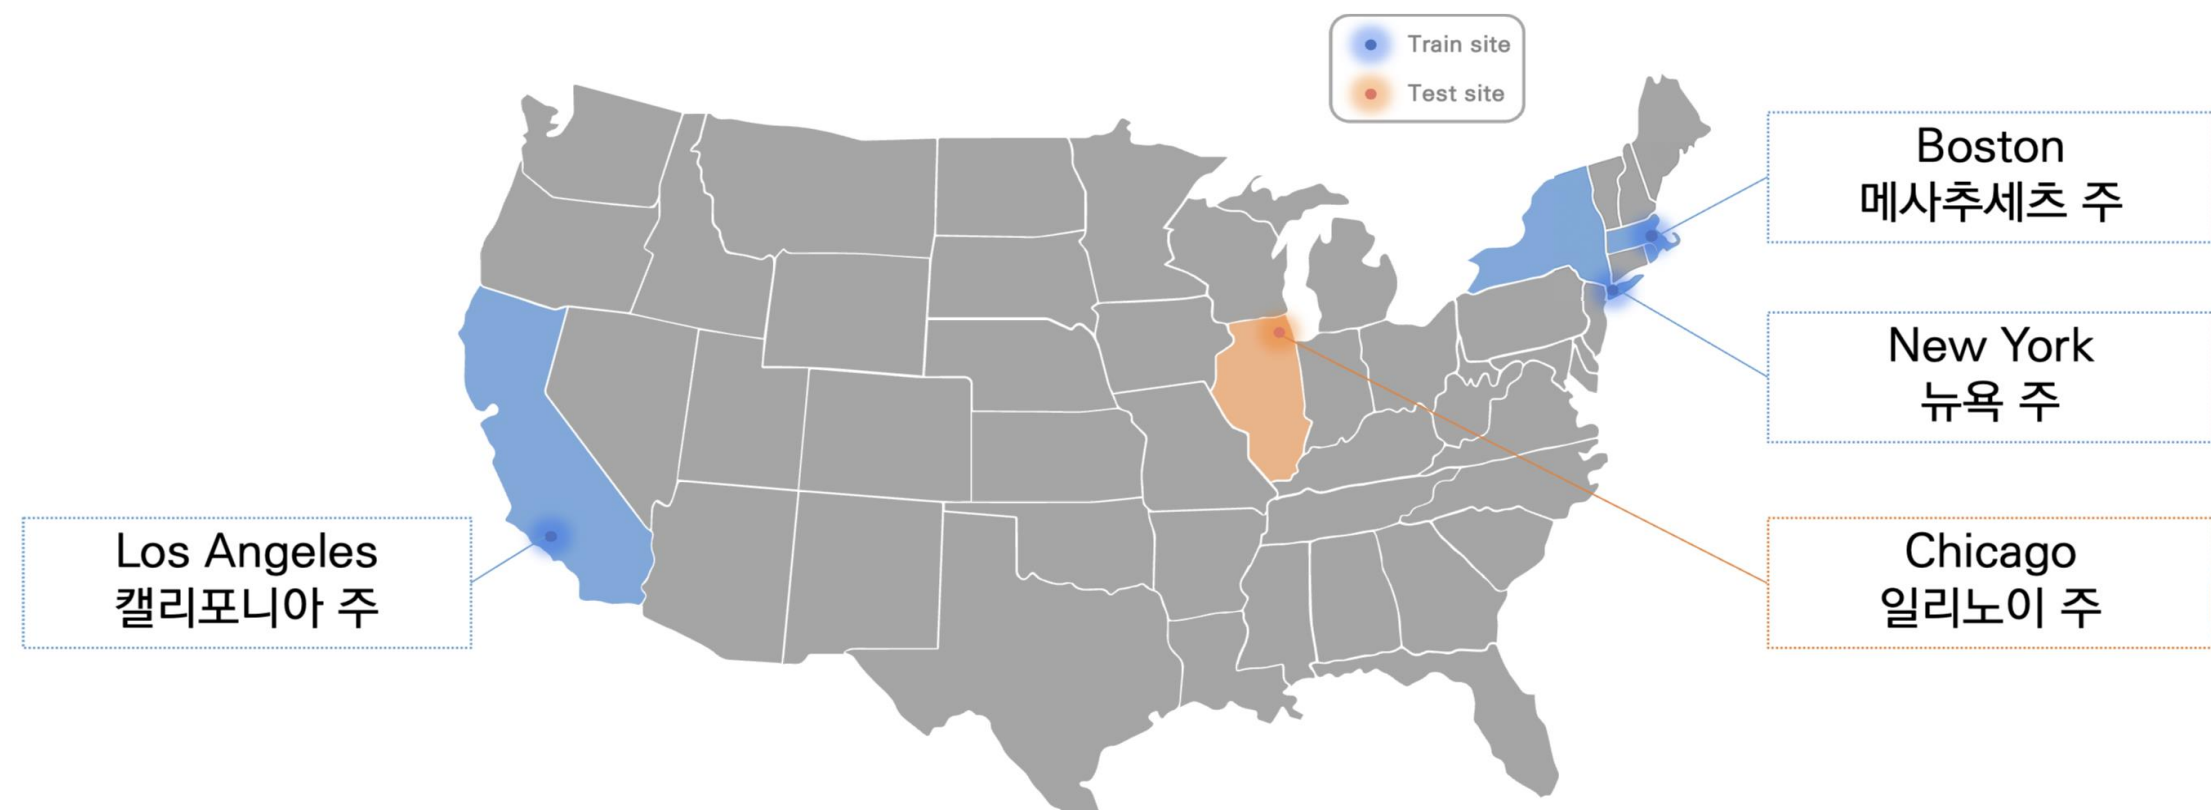 Train site
Test site
Boston
메사추세츠 주
New York
뉴욕 주
Los Angeles
캘리포니아 주
Chicago
일리노이 주